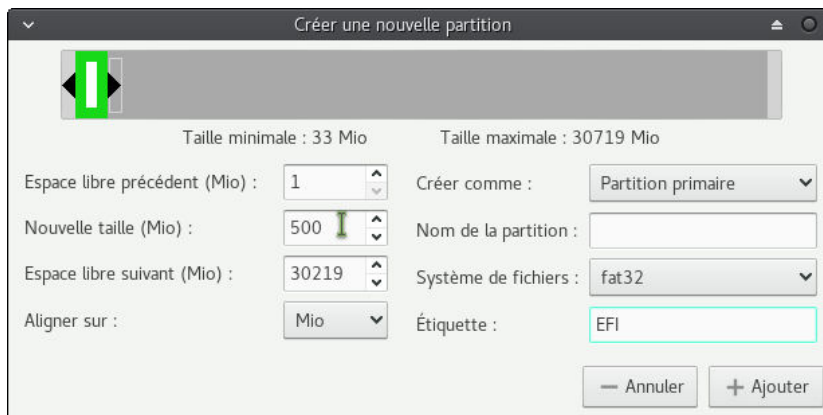 Créer une nouvelle partition
Taille minimale : 33 Mio Taille maximale : 30719 Mio
Espace libre précédent (Mio) : 1 Créer comme : Partition primaire
Nouvelle taille (Mio) : 500 Nom de la partition :
Espace libre suivant (Mio) : 30219 Système de fichiers : fat32
Aligner sur : Mio Étiquette : EFI
Annuler Ajouter